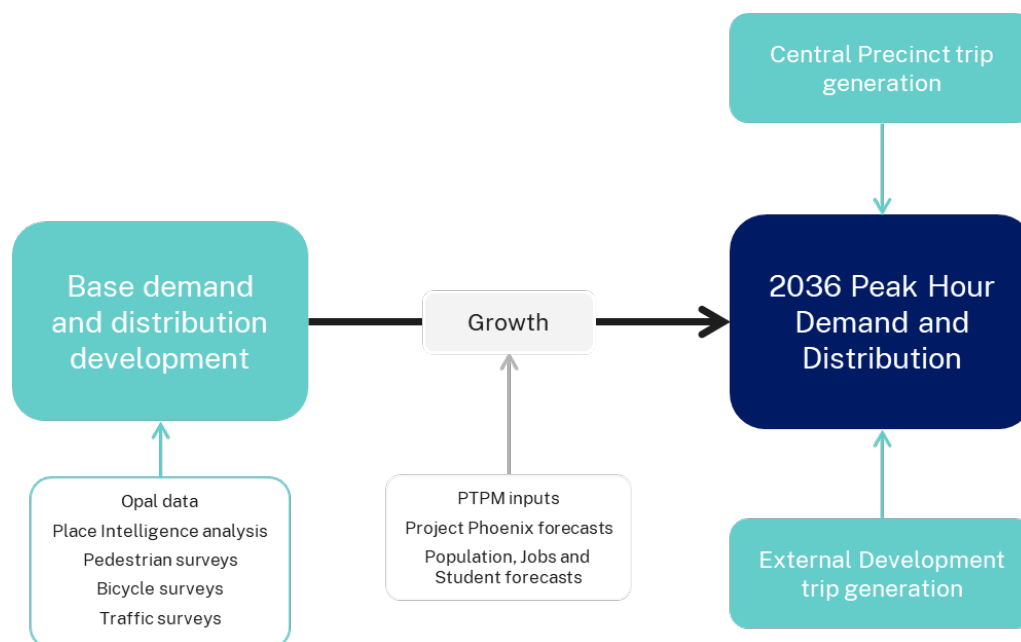 Central Precinct trip
generation
Base demand
and distribution
development
Growth
2036 Peak Hour
Demand and
Distribution
Opal data
Place Intelligence analysis
Pedestrian surveys
Bicycle surveys
Traffic surveys
PTPM inputs
Project Phoenix forecasts
Population, Jobs and
Student forecasts
External Development
trip generation